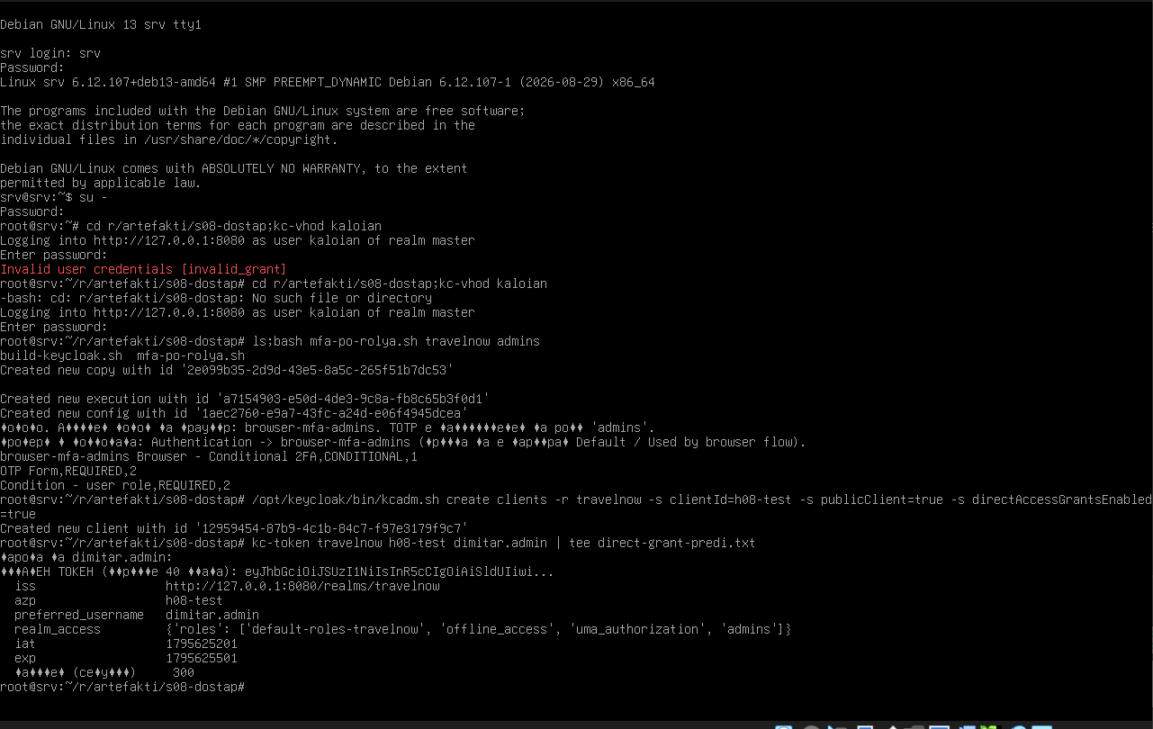 Debian GNU/Linux 13 srv tty1
srv login: srv
Password:
Linux srv 6.12.107+deb13-amd64 #1 SMP PREEMPT_DYNAMIC Debian 6.12.107-1 (2026-08-29) x86_64
The programs included with the Debian GNU/Linux system are free software;
the exact distribution terms for each program are described in the
individual files in /usr/share/doc/*/copyright.
Debian GNU/Linux comes with ABSOLUTELY NO WARRANTY, to the extent
permitted by applicable law.
srv@srv:~$ su -
Password:
root@srv:~# cd r/artefakti/s08-dostap;kc-vhod kaloian
Logging into http://127.0.0.1:8080 as user kaloian of realm master
Enter password:
Invalid user credentials [invalid_grant]
root@srv:~/r/artefakti/s08-dostap# cd r/artefakti/s08-dostap;kc-vhod kaloian
-bash: cd: r/artefakti/s08-dostap: No such file or directory
Logging into http://127.0.0.1:8080 as user kaloian of realm master
Enter password:
root@srv:~/r/artefakti/s08-dostap# ls;bash mfa-po-rolya.sh travelnow admins
build-keycloak.sh  mfa-po-rolya.sh
Created new copy with id '2e099b35-2d9d-43e5-8a5c-265f51b7dc53'
Created new execution with id 'a7154903-e50d-4de3-9c8a-fb8c65b3f0d1'
Created new config with id '1aec2760-e9a7-43fc-a24d-e06f4945dcea'
♦o♦o♦o. A♦♦♦♦e♦ ♦o♦o♦ ♦a ♦pay♦♦p: browser-mfa-admins. TOTP e ♦a♦♦♦♦♦♦e♦e♦ ♦a po♦♦ 'admins'.
♦po♦ep♦ ♦ ♦o♦♦o♦a♦a: Authentication -> browser-mfa-admins (♦p♦♦♦a ♦a e ♦ap♦♦pa♦ Default / Used by browser flow).
browser-mfa-admins Browser - Conditional 2FA,CONDITIONAL,1
OTP Form,REQUIRED,2
Condition - user role,REQUIRED,2
root@srv:~/r/artefakti/s08-dostap# /opt/keycloak/bin/kcadm.sh create clients -r travelnow -s clientId=h08-test -s publicClient=true -s directAccessGrantsEnabled
=true
Created new client with id '12959454-87b9-4c1b-84c7-f97e3179f9c7'
root@srv:~/r/artefakti/s08-dostap# kc-token travelnow h08-test dimitar.admin | tee direct-grant-predi.txt
♦apo♦a ♦a dimitar.admin:
♦♦♦A♦EH TOKEH (♦♦p♦♦♦e 40 ♦♦a♦a): eyJhbGciOiJSUzI1NiIsInR5cCIgOiAiSldUIiwi...
iss http://127.0.0.1:8080/realms/travelnow
azp h08-test
preferred_username dimitar.admin
realm_access {'roles': ['default-roles-travelnow', 'offline_access', 'uma_authorization', 'admins']}
iat 1795625201
exp 1795625501
♦a♦♦♦e♦ (ce♦y♦♦♦) 300
root@srv:~/r/artefakti/s08-dostap#